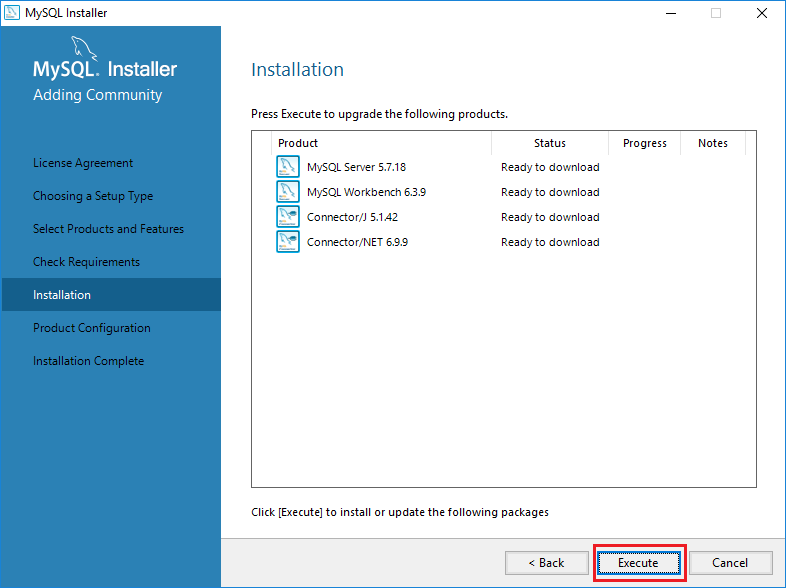 MySQL Installer
MySQL. Installer
Adding Community
License Agreement
Choosing a Setup Type
Select Products and Features
Check Requirements
Installation
Product Configuration
Installation Complete
Installation
Press Execute to upgrade the following products.
Product Status Progress Notes
MySQL Server 5.7.18 Ready to download
MySQL Workbench 6.3.9 Ready to download
Connector/J 5.1.42 Ready to download
Connector/NET 6.9.9 Ready to download
Click [Execute] to install or update the following packages
< Back Execute Cancel